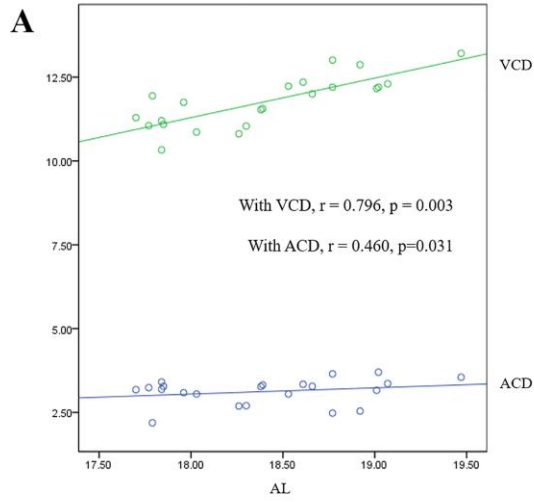 A
VCD
12.50
10.00
With VCD, r = 0.796, p = 0.003
7.50
With ACD, r = 0.460, p=0.031
5.00
ACD
2.50
17.50 18.00 18.50 19.00 19.50
AL